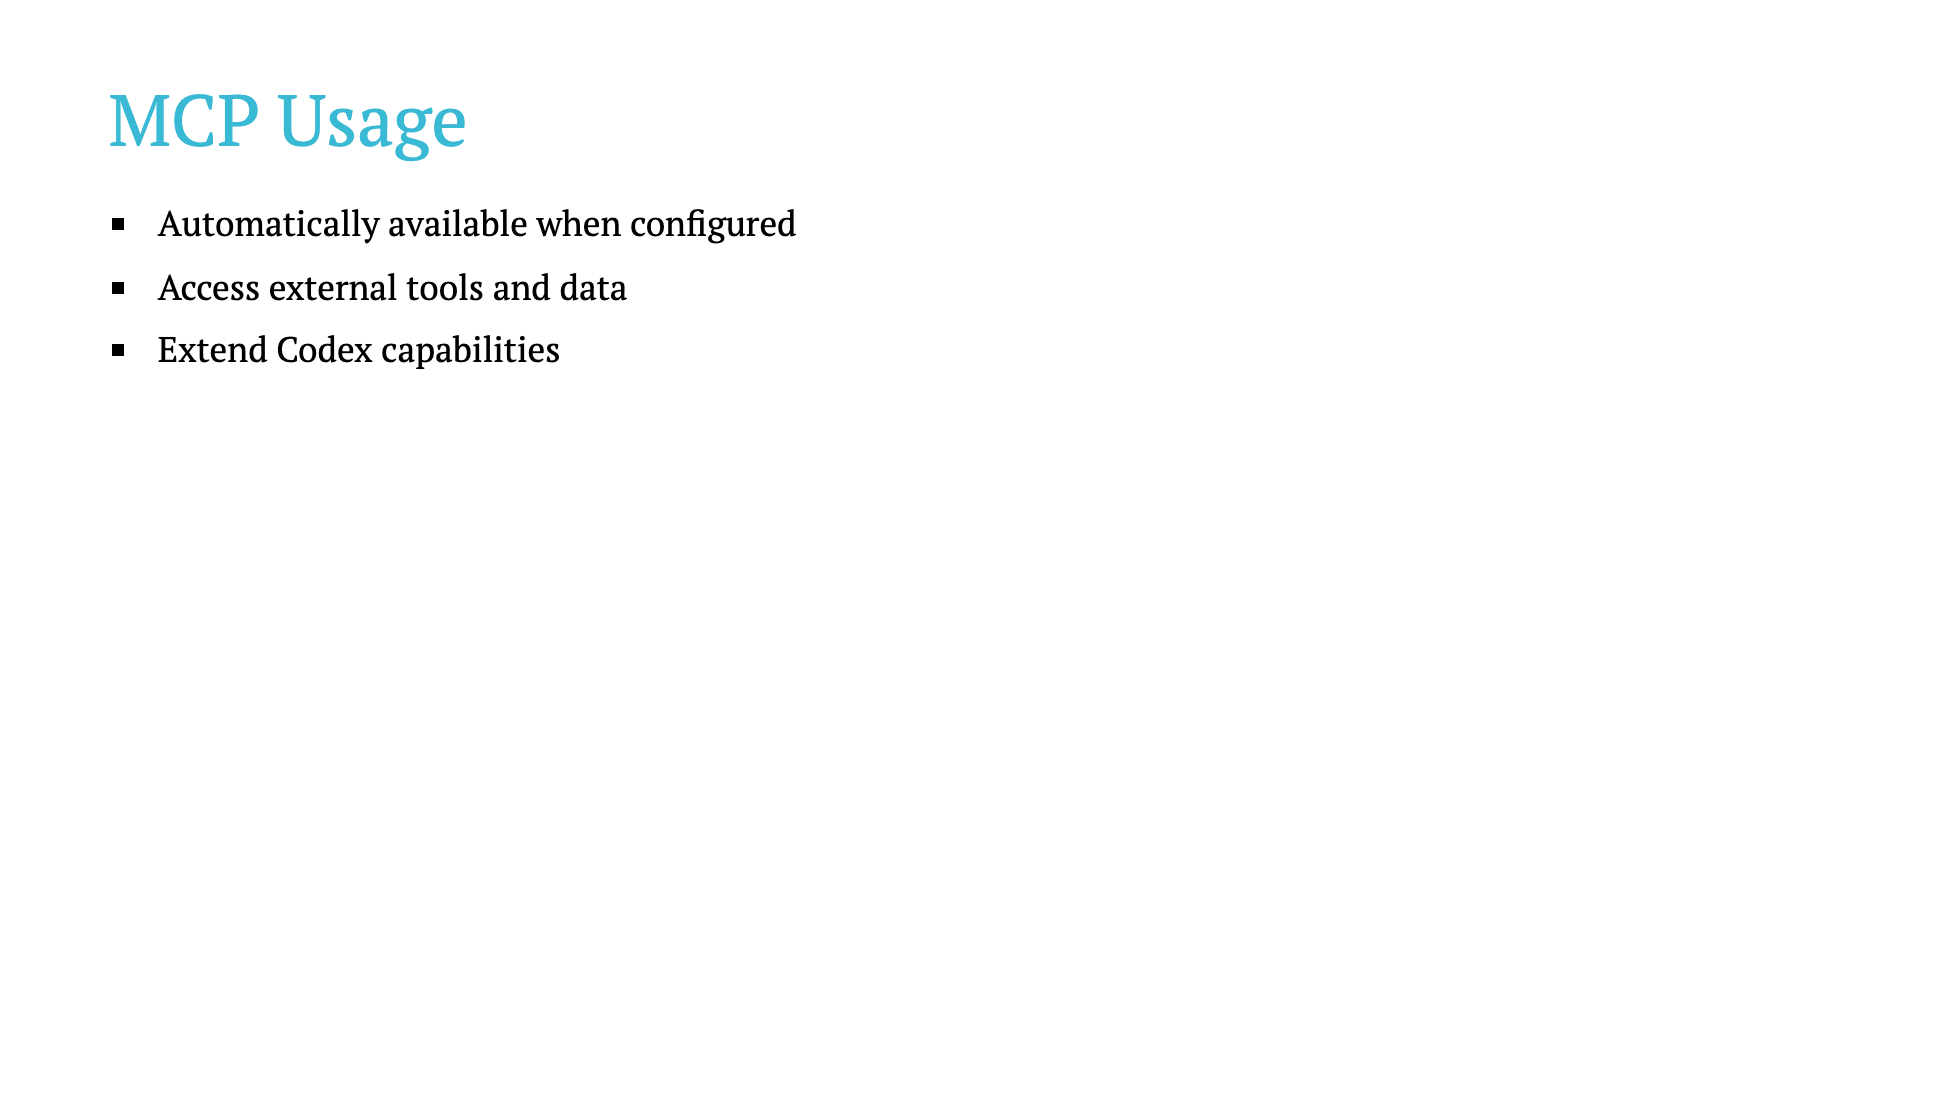 MCP Usage
▪ Automatically available when configured
▪ Access external tools and data
▪ Extend Codex capabilities